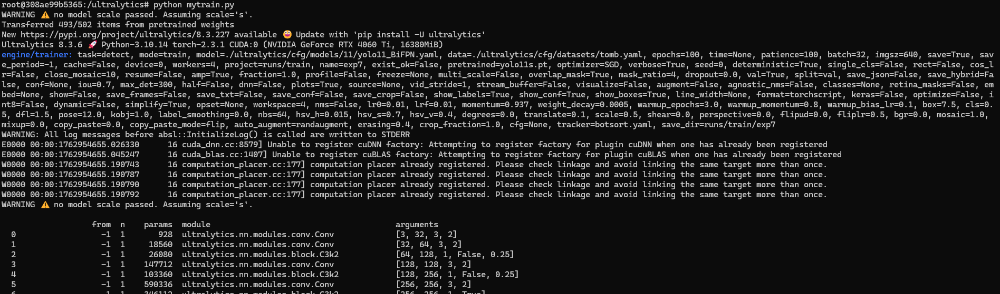 root@308ae99b5365:/ultralytics# python mytrain.py
WARNING ⚠️ no model scale passed. Assuming scale='s'.
Transferred 493/502 items from pretrained weights
New https://pypi.org/project/ultralytics/8.3.227 available 😃 Update with 'pip install -U ultralytics'
Ultralytics 8.3.6 🚀 Python-3.10.14 torch-2.3.1 CUDA:0 (NVIDIA GeForce RTX 4060 Ti, 16380MiB)
engine/trainer: task=detect, mode=train, model=./ultralytics/cfg/models/11/yolo11_BiFPN.yaml, data=./ultralytics/cfg/datasets/tomb.yaml, epochs=100, time=None, patience=100, batch=32, imgsz=640, save=True, sav
e_period=-1, cache=False, device=0, workers=4, project=runs/train, name=exp7, exist_ok=False, pretrained=yolo11s.pt, optimizer=SGD, verbose=True, seed=0, deterministic=True, single_cls=False, rect=False, cos_l
r=False, close_mosaic=10, resume=False, amp=True, fraction=1.0, profile=False, freeze=None, multi_scale=False, overlap_mask=True, mask_ratio=4, dropout=0.0, val=True, split=val, save_json=False, save_hybrid=Fa
lse, conf=None, iou=0.7, max_det=300, half=False, dnn=False, plots=True, source=None, vid_stride=1, stream_buffer=False, visualize=False, augment=False, agnostic_nms=False, classes=None, retina_masks=False, em
bed=None, show=False, save_frames=False, save_txt=False, save_conf=False, save_crop=False, show_labels=True, show_conf=True, show_boxes=True, line_width=None, format=torchscript, keras=False, optimize=False, i
nt8=False, dynamic=False, simplify=True, opset=None, workspace=4, nms=False, lr0=0.01, lrf=0.01, momentum=0.937, weight_decay=0.0005, warmup_epochs=3.0, warmup_momentum=0.8, warmup_bias_lr=0.1, box=7.5, cls=0.
5, dfl=1.5, pose=12.0, kobj=1.0, label_smoothing=0.0, nbs=64, hsv_h=0.015, hsv_s=0.7, hsv_v=0.4, degrees=0.0, translate=0.1, scale=0.5, shear=0.0, perspective=0.0, flipud=0.0, fliplr=0.5, bgr=0.0, mosaic=1.0,
mixup=0.0, copy_paste=0.0, copy_paste_mode=flip, auto_augment=randaugment, erasing=0.4, crop_fraction=1.0, cfg=None, tracker=botsort.yaml, save_dir=runs/train/exp7
WARNING: All log messages before absl::InitializeLog() is called are written to STDERR
E0000 00:00:1762954655.026330      16 cuda_dnn.cc:8579] Unable to register cuDNN factory: Attempting to register factory for plugin cuDNN when one has already been registered
E0000 00:00:1762954655.045247      16 cuda_blas.cc:1407] Unable to register cuBLAS factory: Attempting to register factory for plugin cuBLAS when one has already been registered
W0000 00:00:1762954655.190743      16 computation_placer.cc:177] computation placer already registered. Please check linkage and avoid linking the same target more than once.
W0000 00:00:1762954655.190787      16 computation_placer.cc:177] computation placer already registered. Please check linkage and avoid linking the same target more than once.
W0000 00:00:1762954655.190790      16 computation_placer.cc:177] computation placer already registered. Please check linkage and avoid linking the same target more than once.
W0000 00:00:1762954655.190792      16 computation_placer.cc:177] computation placer already registered. Please check linkage and avoid linking the same target more than once.
WARNING ⚠️ no model scale passed. Assuming scale='s'.
from n params module arguments
0 -1 1 928 ultralytics.nn.modules.conv.Conv [3, 32, 3, 2]
1 -1 1 18560 ultralytics.nn.modules.conv.Conv [32, 64, 3, 2]
2 -1 1 26080 ultralytics.nn.modules.block.C3k2 [64, 128, 1, False, 0.25]
3 -1 1 147712 ultralytics.nn.modules.conv.Conv [128, 128, 3, 2]
4 -1 1 103360 ultralytics.nn.modules.block.C3k2 [128, 256, 1, False, 0.25]
5 -1 1 590336 ultralytics.nn.modules.conv.Conv [256, 256, 3, 2]
6 -1 1 346112 ultralytics.nn.modules.block.C3k2 [256, 256, 1, True]